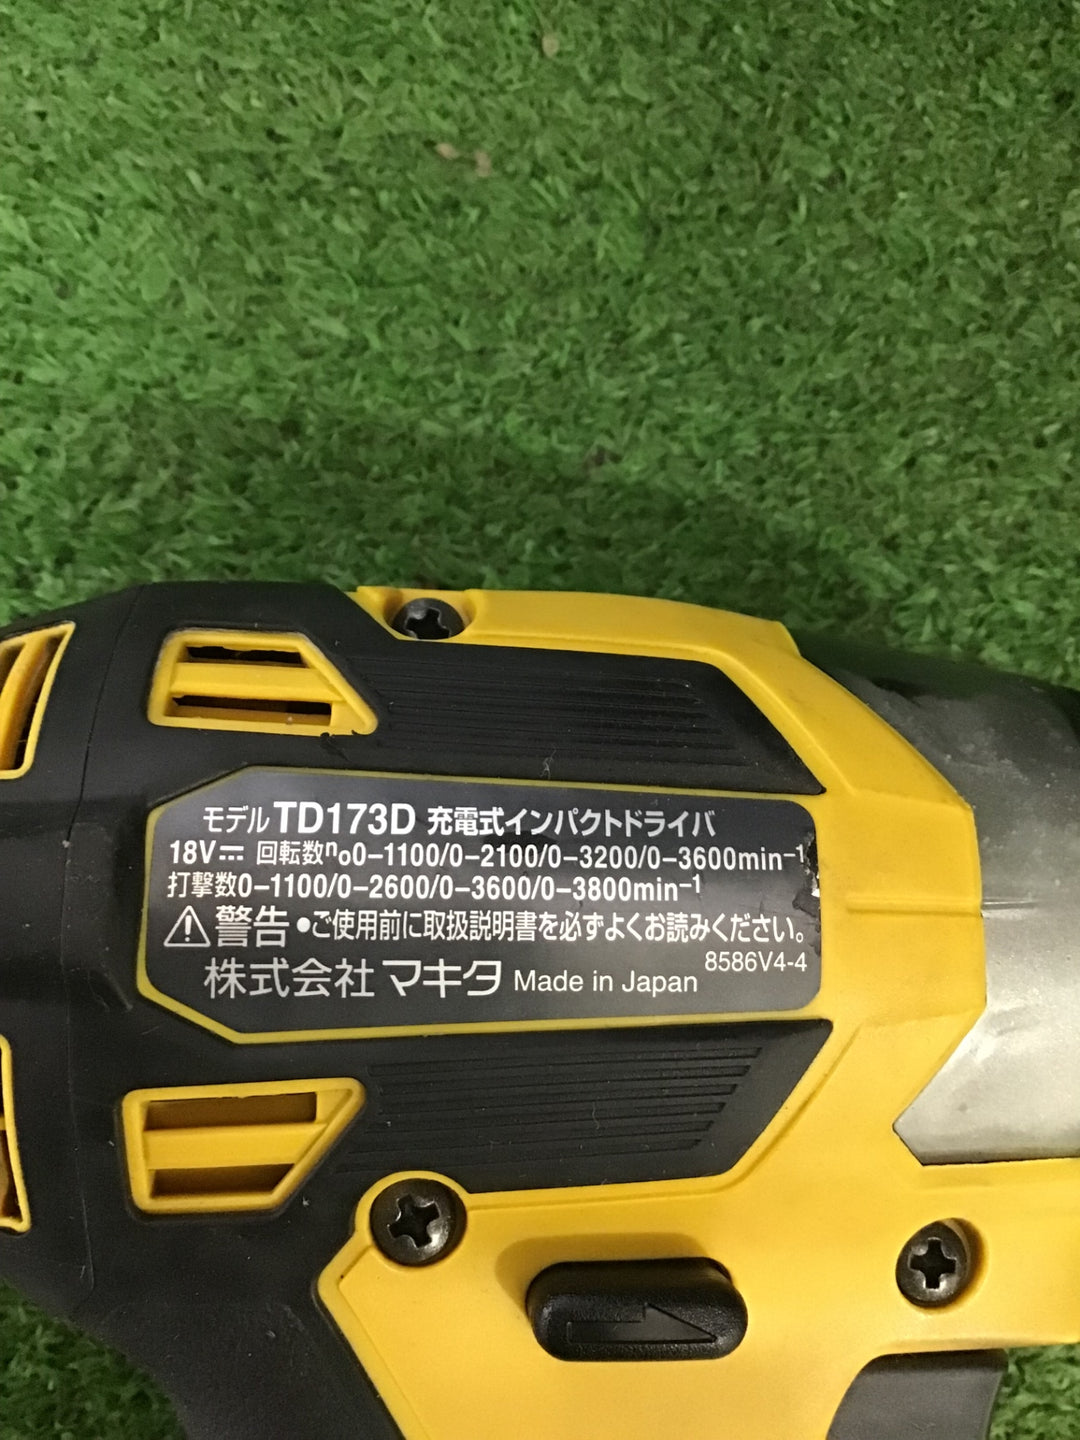 モデル TD173D 充電式インパクトドライバ
18V⎓ 回転数n₀0-1100/0-2100/0-3200/0-3600min⁻¹
打撃数0-1100/0-2600/0-3600/0-3800min⁻¹
⚠警告 ●ご使用前に取扱説明書を必ずよくお読みください。
8586V4-4
株式会社 マキタ Made in Japan